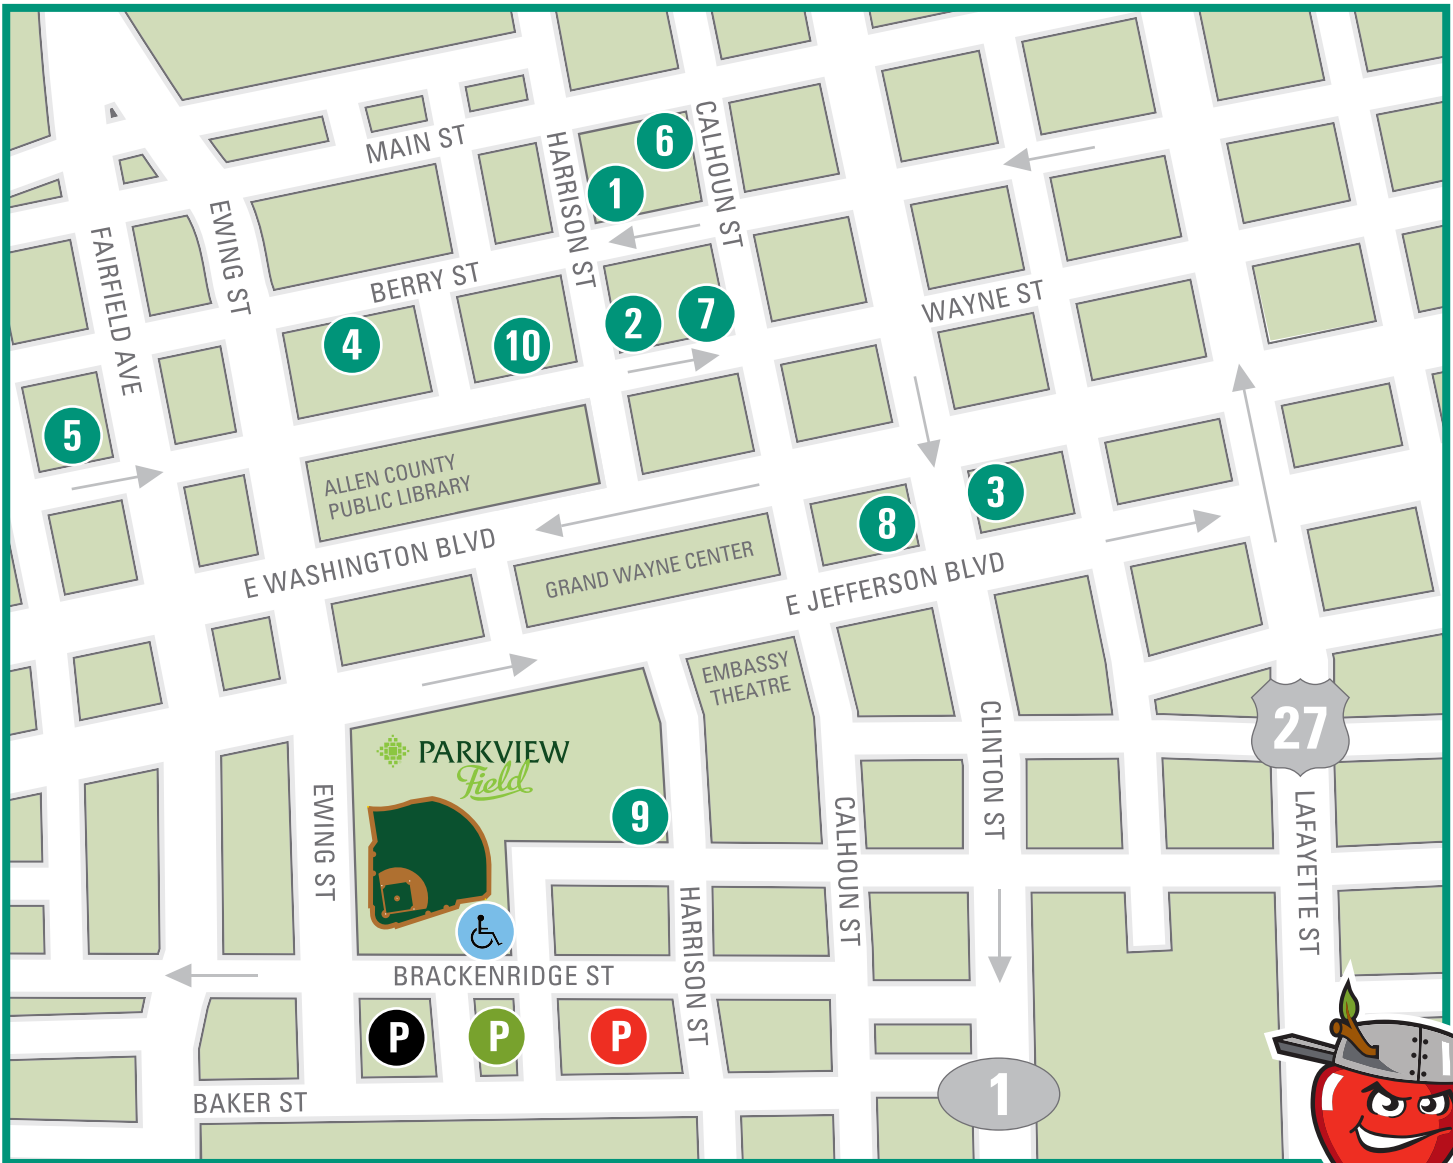 6
CALHOUN ST
MAIN ST
HARRISON ST
1
EWING ST
FAIRFIELD AVE
BERRY ST
WAYNE ST
2
7
4
10
5
ALLEN COUNTY
PUBLIC LIBRARY
3
8
E WASHINGTON BLVD
GRAND WAYNE CENTER
E JEFFERSON BLVD
EMBASSY
THEATRE
CLINTON ST
27
PARKVIEW
Field
EWING ST
9
CALHOUN ST
LAFAYETTE ST
HARRISON ST
BRACKENRIDGE ST
P
P
P
BAKER ST
1